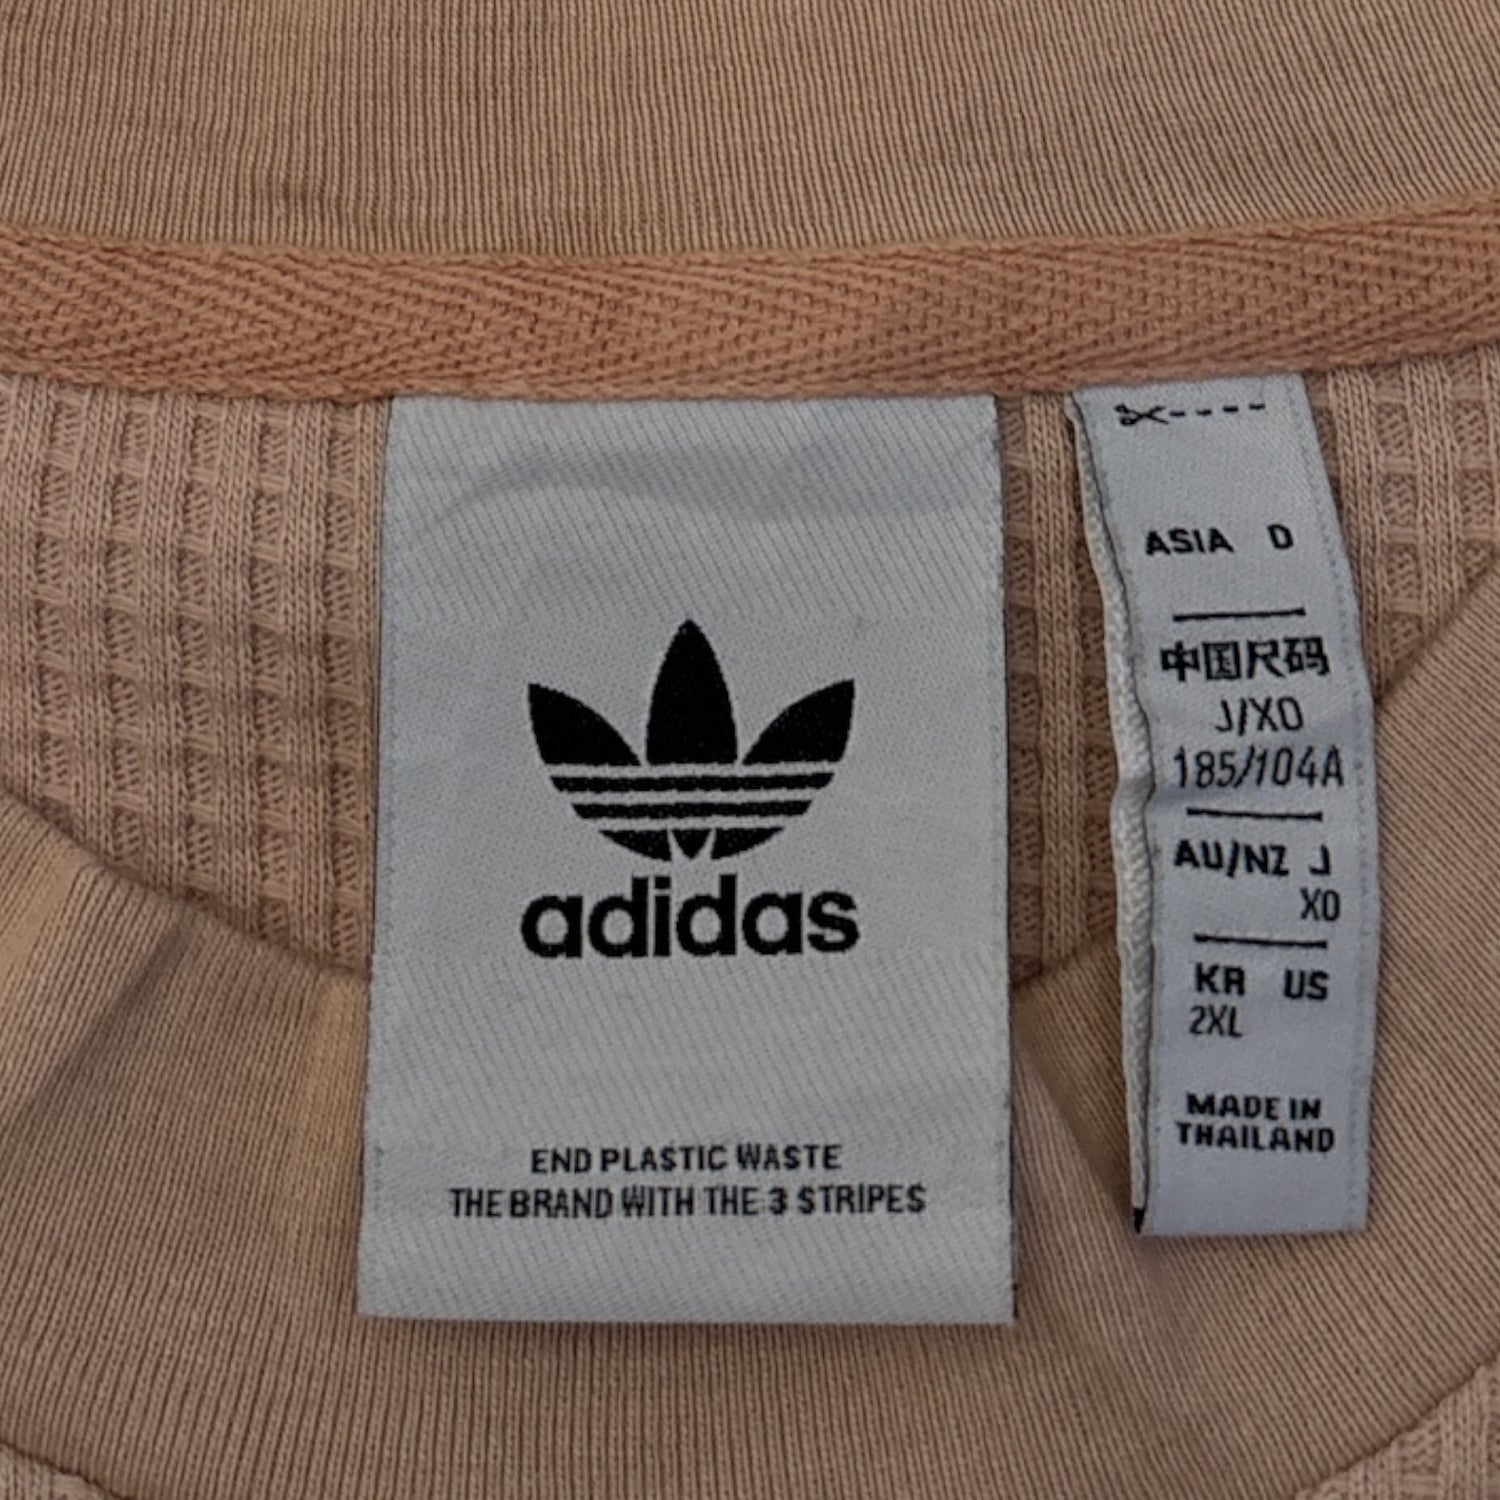 adidas
END PLASTIC WASTE
THE BRAND WITH THE 3 STRIPES
ASIA D
中国尺码
J/XO
185/104A
AU/NZ J
XO
KR US
2XL
MADE IN
THAILAND